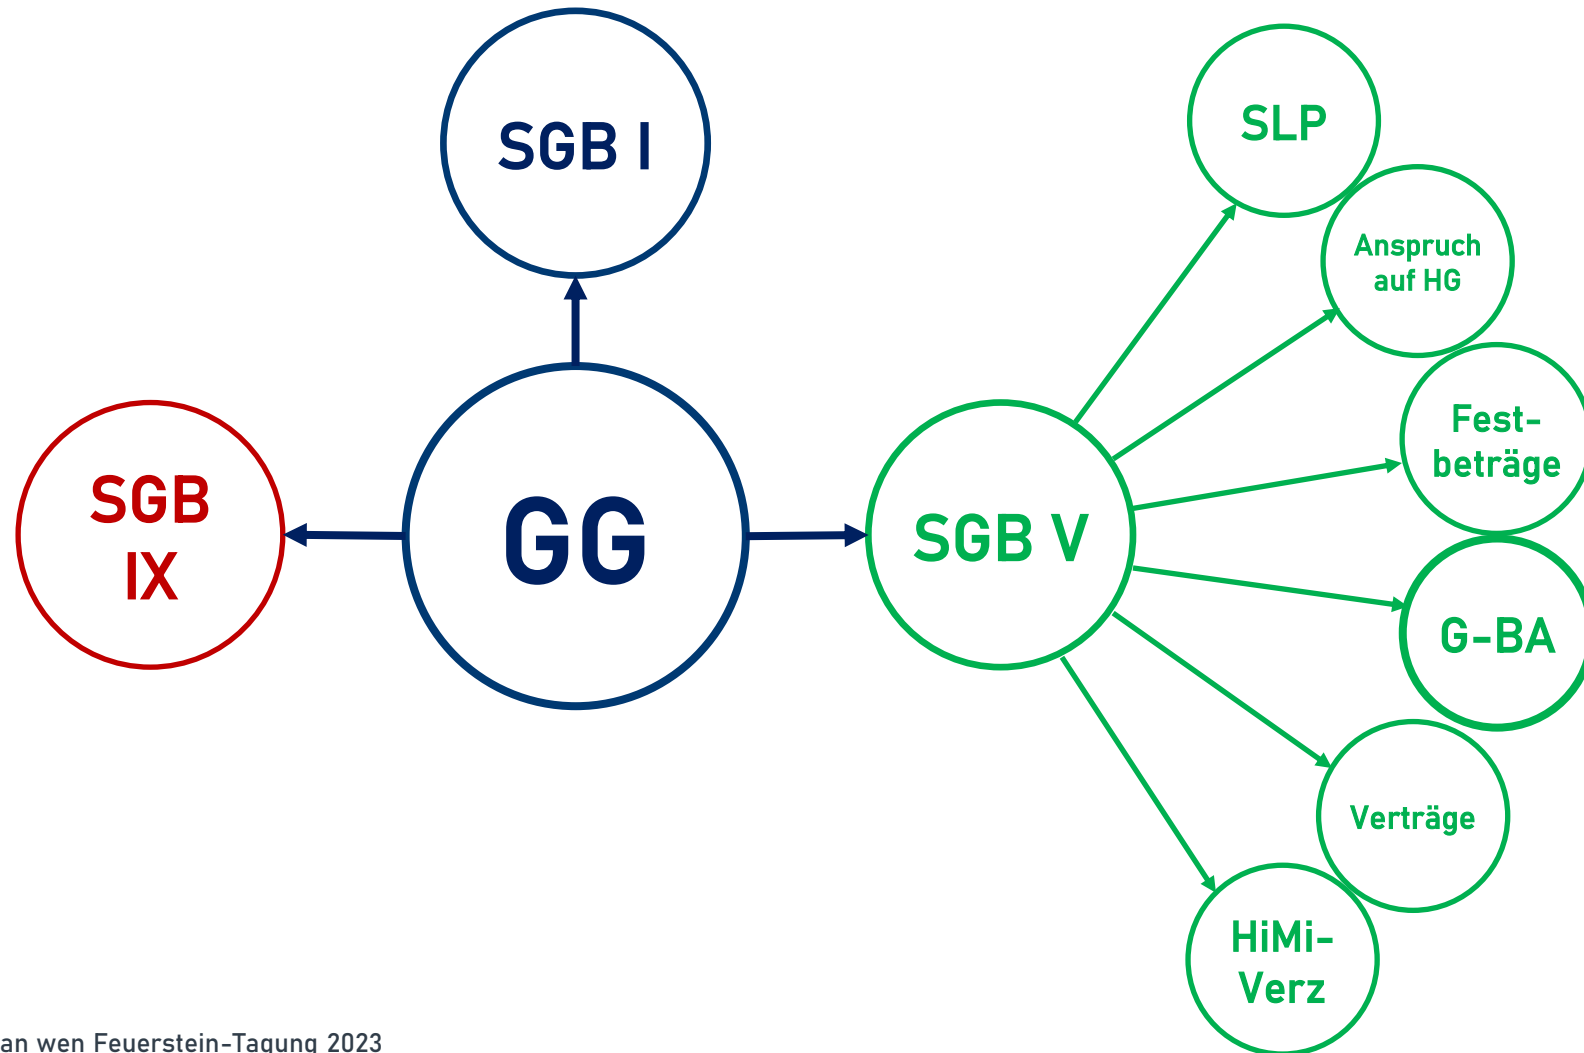 SGB I
SLP
Anspruch
auf HG
Fest-
beträge
SGB
IX
GG
SGB V
G-BA
Verträge
HiMi-
Verz
an wen Feuerstein-Tagung 2023